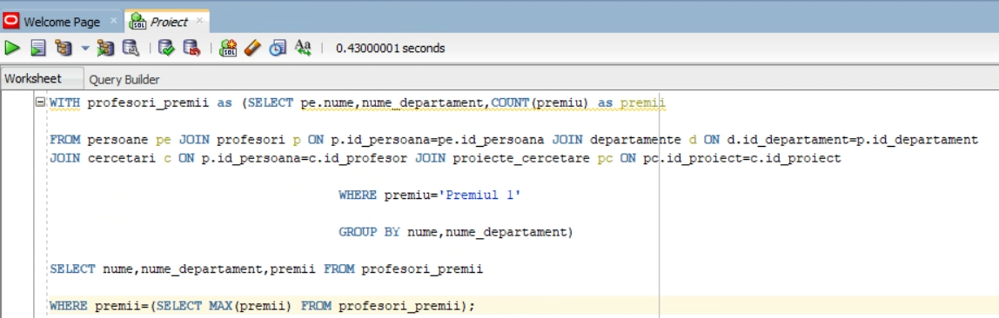 Welcome Page Proiect
0.43000001 seconds
Worksheet Query Builder
WITH profesori_premii as (SELECT pe.nume,nume_departament,COUNT(premiu) as premii
FROM persoane pe JOIN profesori p ON p.id_persoana=pe.id_persoana JOIN departamente d ON d.id_departament=p.id_departament
JOIN cercetari c ON p.id_persoana=c.id_profesor JOIN proiecte_cercetare pc ON pc.id_proiect=c.id_proiect
WHERE premiu='Premiul 1'
GROUP BY nume,nume_departament)
SELECT nume,nume_departament,premii FROM profesori_premii
WHERE premii=(SELECT MAX(premii) FROM profesori_premii);